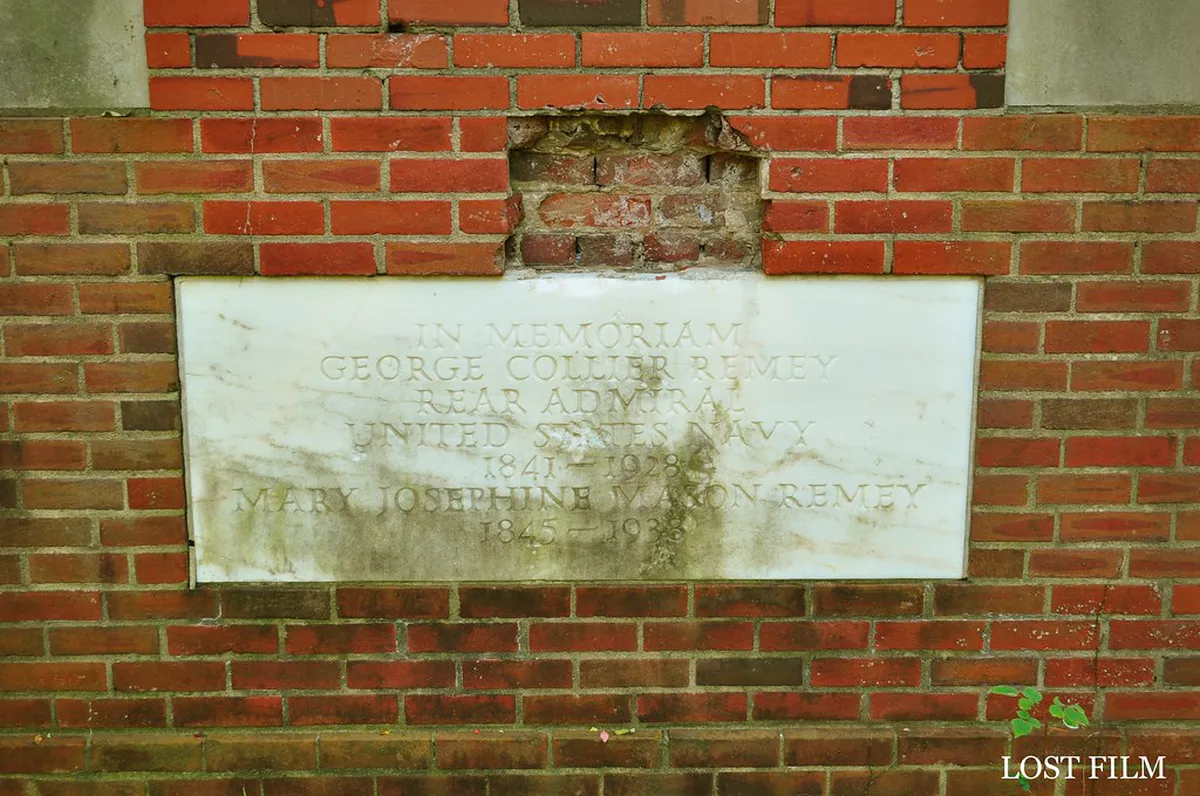 IN MEMORIAM
GEORGE COLLIER REMEY
REAR ADMIRAL
UNITED STATES NAVY
1841 – 1928
MARY JOSEPHINE MASON REMEY
1845 – 1938
LOST FILM